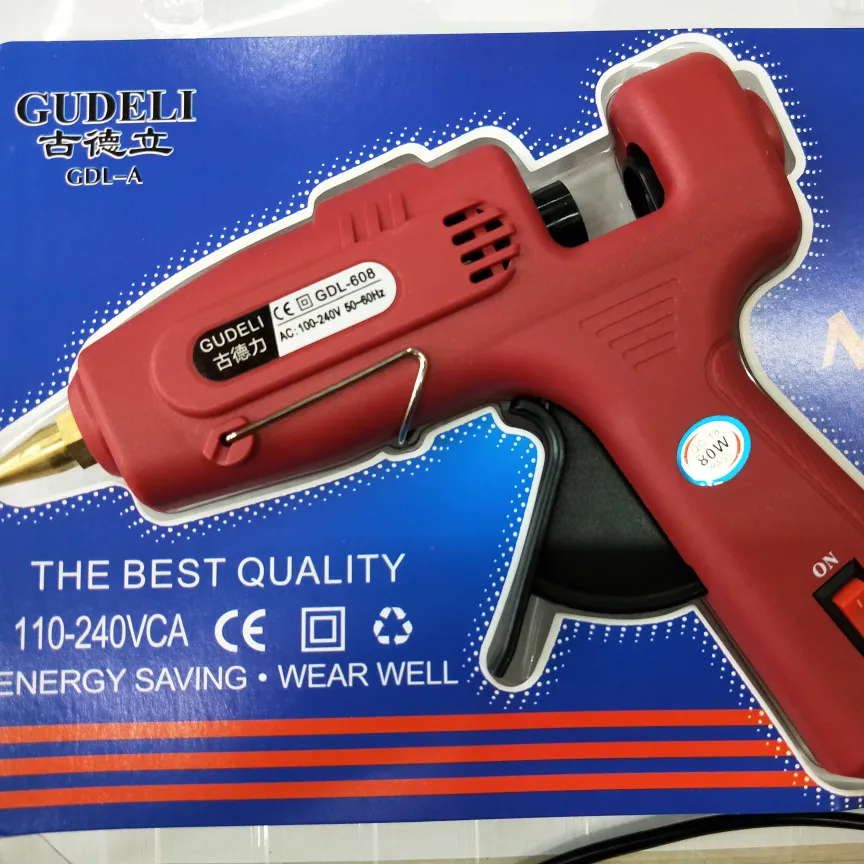 GUDELI
古德立
GDL-A
GUDELI
古德力
CE GDL-608
AC: 100-240V 50-60Hz
80W
ON
THE BEST QUALITY
110-240VCA CE
ENERGY SAVING • WEAR WELL